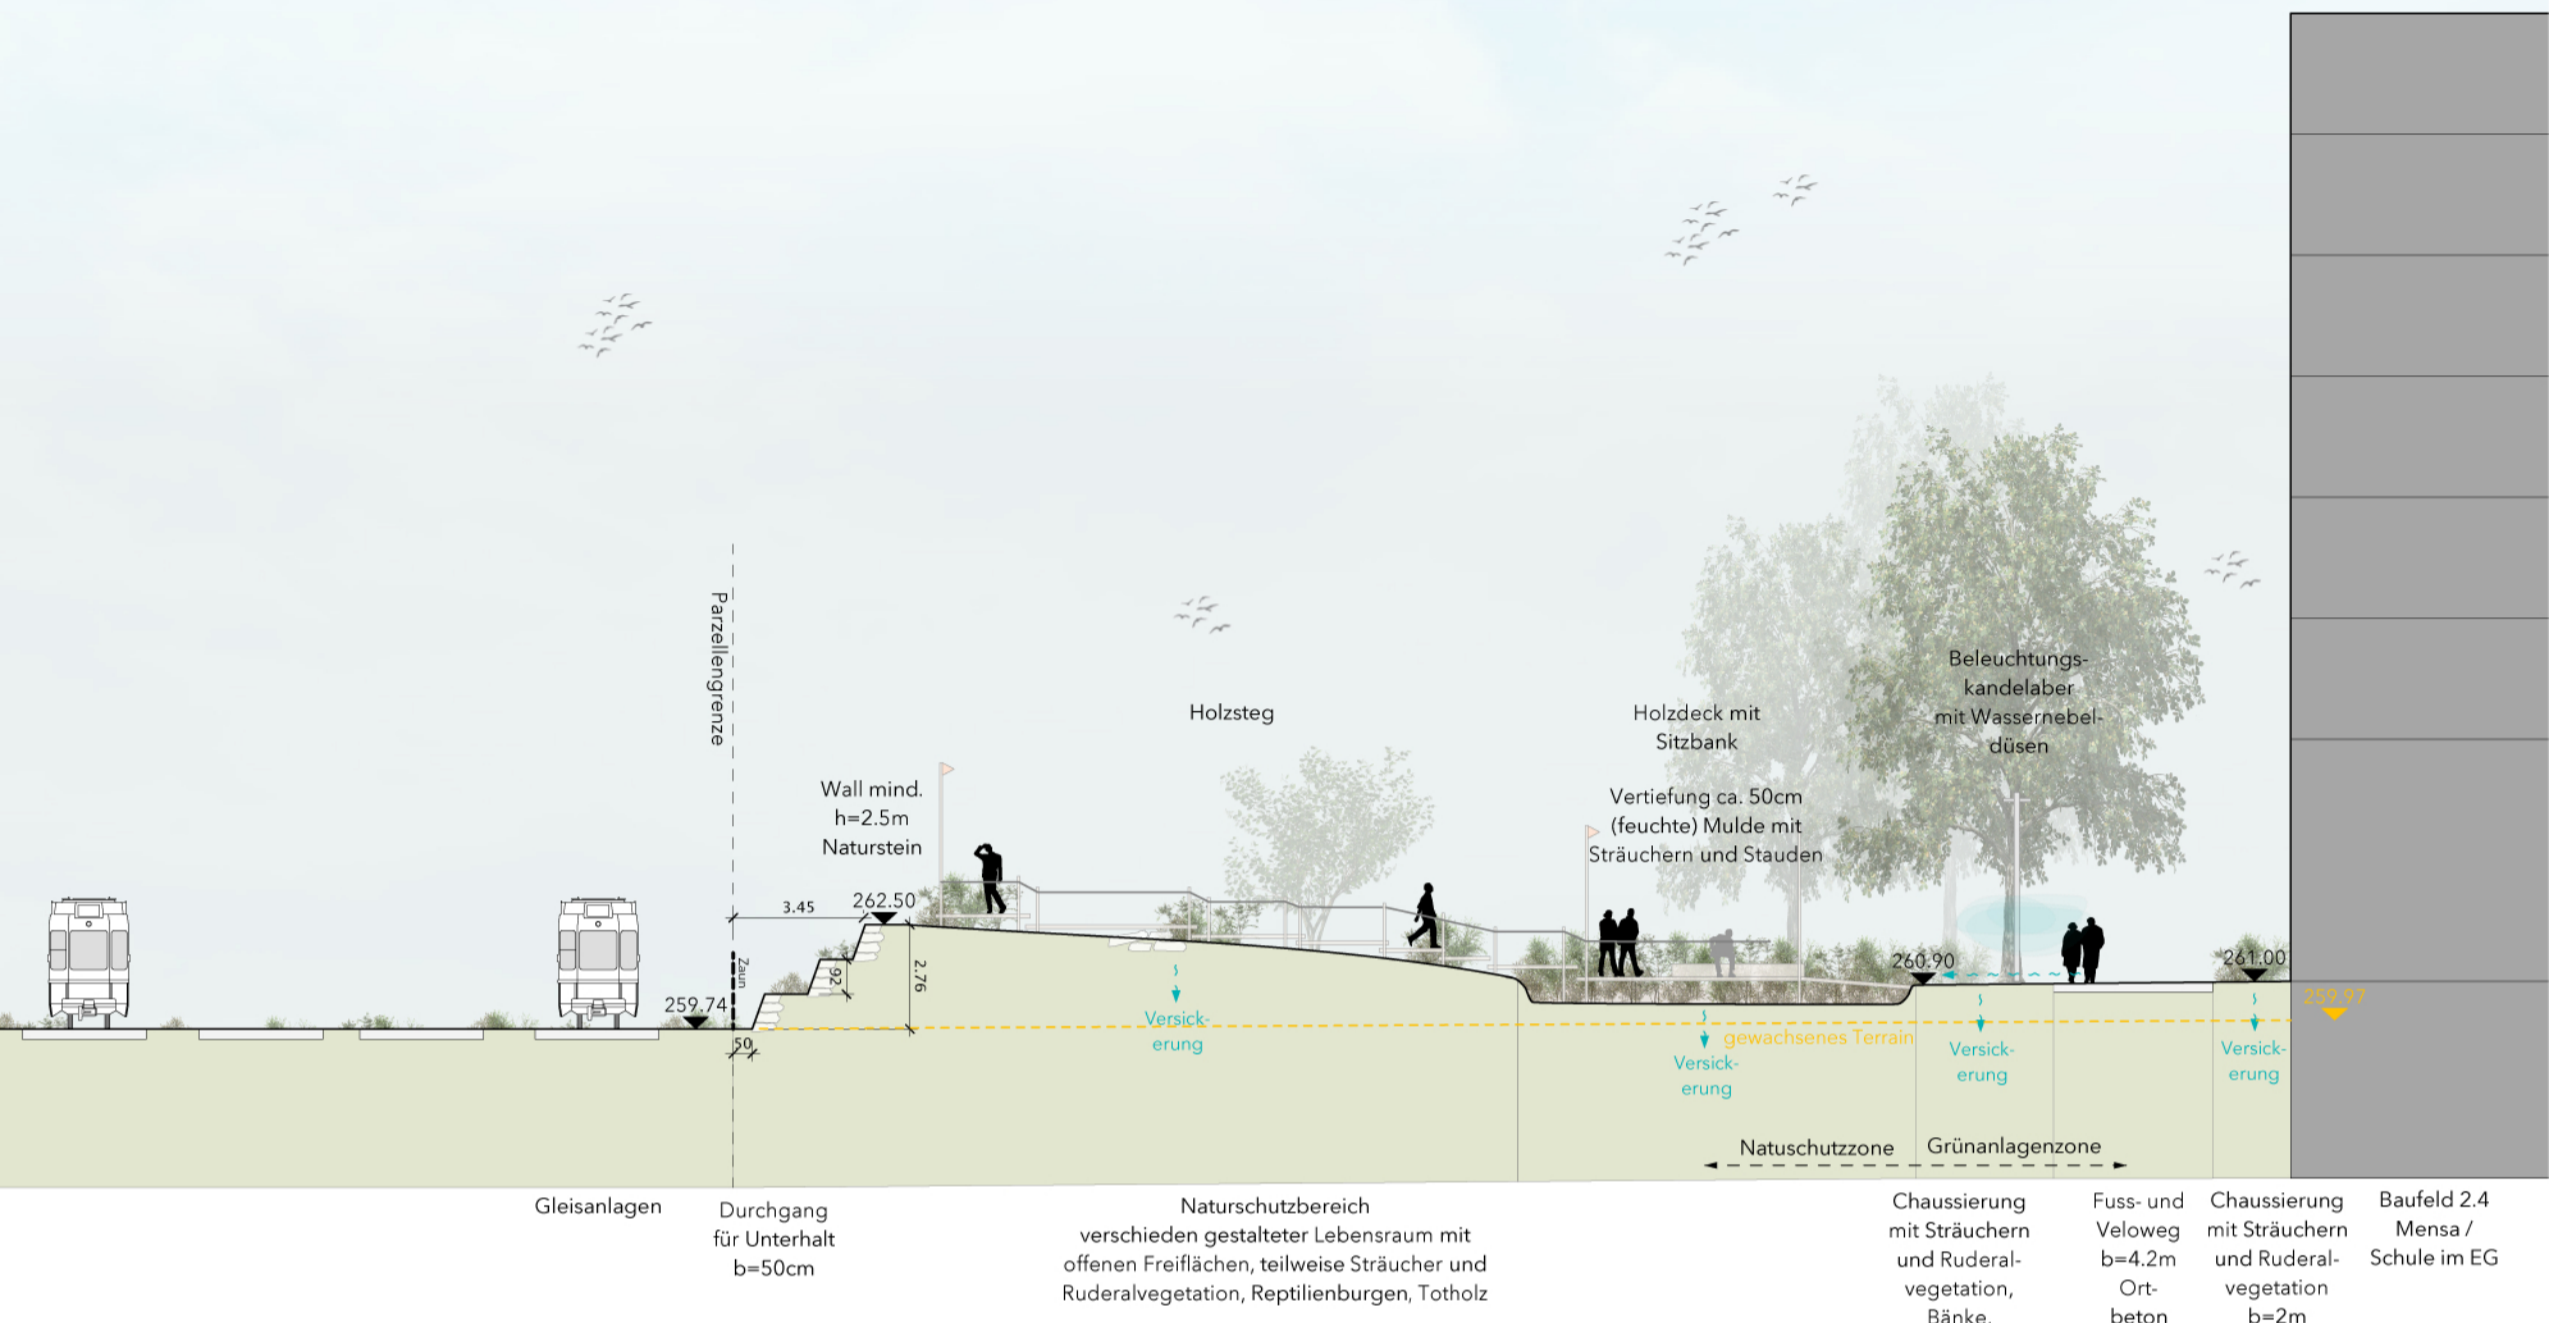 Parzellengrenze
Holzsteg
Wall mind.
h=2.5m
Naturstein
Holzdeck mit
Sitzbank
Vertiefung ca. 50cm
(feuchte) Mulde mit
Sträuchern und Stauden
Beleuchtungs-
kandelaber
mit Wassernebel-
düsen
3.45
262.50
Zaun
92
2.76
259.74
50
260.90
261.00
259.97
gewachsenes Terrain
Versick-
erung
Versick-
erung
Versick-
erung
Versick-
erung
Natuschutzzone
Grünanlagenzone
Gleisanlagen
Durchgang
für Unterhalt
b=50cm
Naturschutzbereich
verschieden gestalteter Lebensraum mit
offenen Freiflächen, teilweise Sträucher und
Ruderalvegetation, Reptilienburgen, Totholz
Chaussierung
mit Sträuchern
und Ruderal-
vegetation,
Bänke,
Fuss- und
Veloweg
b=4.2m
Ort-
beton
Chaussierung
mit Sträuchern
und Ruderal-
vegetation
b=2m
Baufeld 2.4
Mensa /
Schule im EG